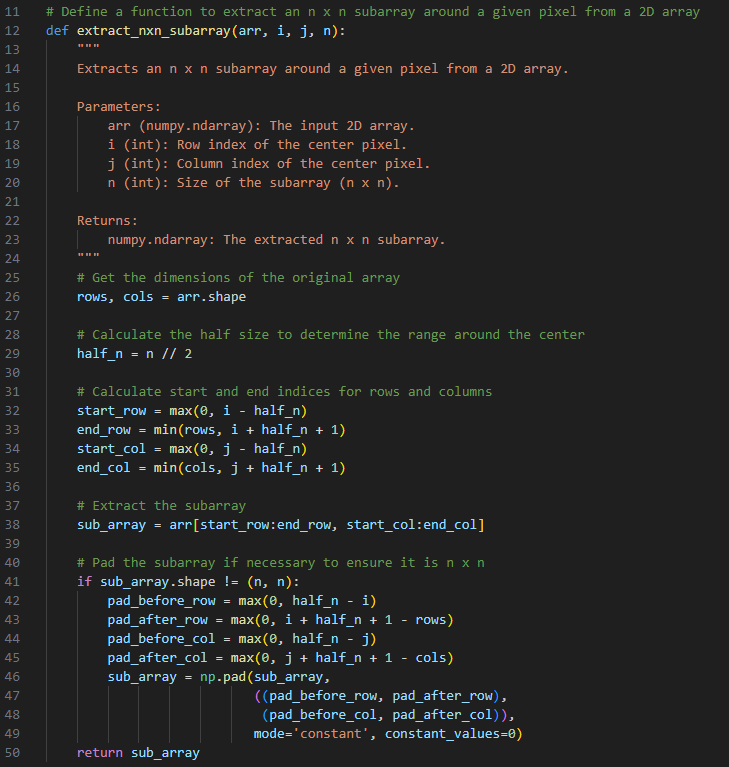 11 # Define a function to extract an n x n subarray around a given pixel from a 2D array
12 def extract_nxn_subarray(arr, i, j, n):
13     """
14     Extracts an n x n subarray around a given pixel from a 2D array.
15
16     Parameters:
17         arr (numpy.ndarray): The input 2D array.
18         i (int): Row index of the center pixel.
19         j (int): Column index of the center pixel.
20         n (int): Size of the subarray (n x n).
21
22     Returns:
23         numpy.ndarray: The extracted n x n subarray.
24     """
25     # Get the dimensions of the original array
26     rows, cols = arr.shape
27
28     # Calculate the half size to determine the range around the center
29     half_n = n // 2
30
31     # Calculate start and end indices for rows and columns
32     start_row = max(0, i - half_n)
33     end_row = min(rows, i + half_n + 1)
34     start_col = max(0, j - half_n)
35     end_col = min(cols, j + half_n + 1)
36
37     # Extract the subarray
38     sub_array = arr[start_row:end_row, start_col:end_col]
39
40     # Pad the subarray if necessary to ensure it is n x n
41     if sub_array.shape != (n, n):
42         pad_before_row = max(0, half_n - i)
43         pad_after_row = max(0, i + half_n + 1 - rows)
44         pad_before_col = max(0, half_n - j)
45         pad_after_col = max(0, j + half_n + 1 - cols)
46         sub_array = np.pad(sub_array,
47                            ((pad_before_row, pad_after_row),
48                             (pad_before_col, pad_after_col)),
49                            mode='constant', constant_values=0)
50     return sub_array